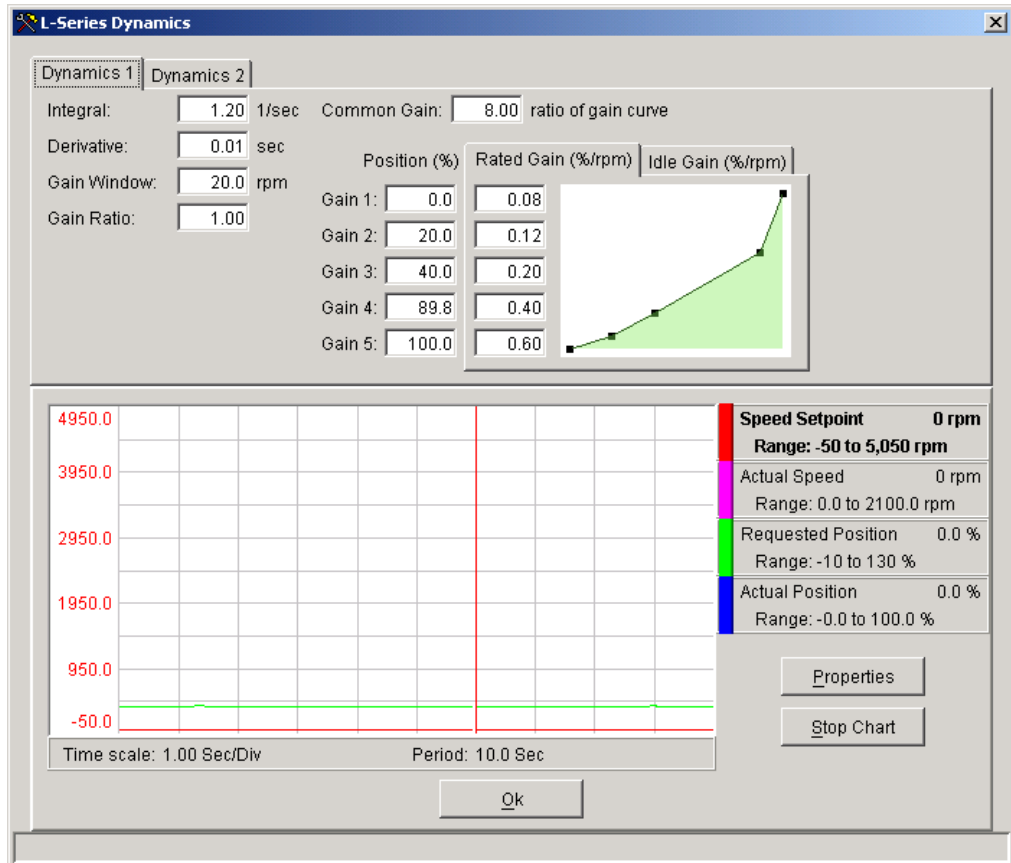 L-Series Dynamics
Dynamics 1 Dynamics 2
Integral: 1.20 1/sec Common Gain: 8.00 ratio of gain curve
Derivative: 0.01 sec
Gain Window: 20.0 rpm
Gain Ratio: 1.00
Position (%) Rated Gain (%/rpm) Idle Gain (%/rpm)
Gain 1: 0.0 0.08
Gain 2: 20.0 0.12
Gain 3: 40.0 0.20
Gain 4: 89.8 0.40
Gain 5: 100.0 0.60
4950.0
3950.0
2950.0
1950.0
950.0
-50.0
Time scale: 1.00 Sec/Div Period: 10.0 Sec
Speed Setpoint 0 rpm
Range: -50 to 5,050 rpm
Actual Speed 0 rpm
Range: 0.0 to 2100.0 rpm
Requested Position 0.0 %
Range: -10 to 130 %
Actual Position 0.0 %
Range: -0.0 to 100.0 %
Properties
Stop Chart
Ok